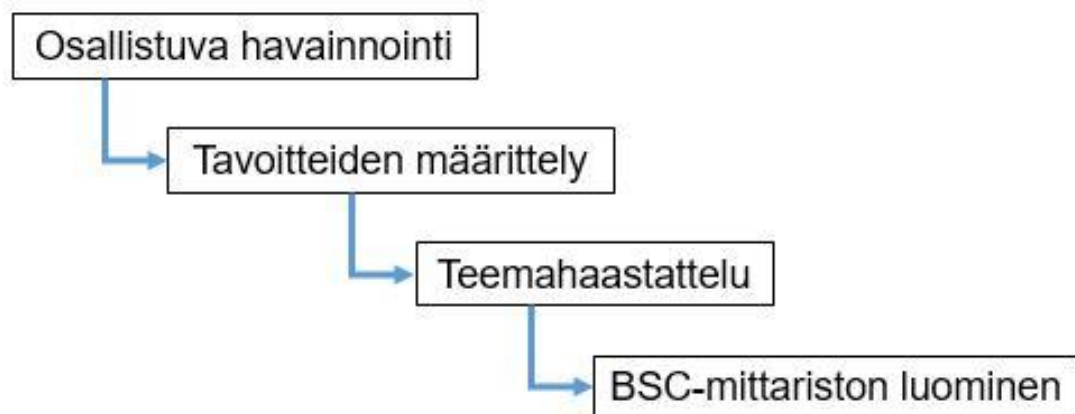 Osallistuva havainnointi
Tavoitteiden määrittely
Teemahaastattelu
BSC-mittariston luominen